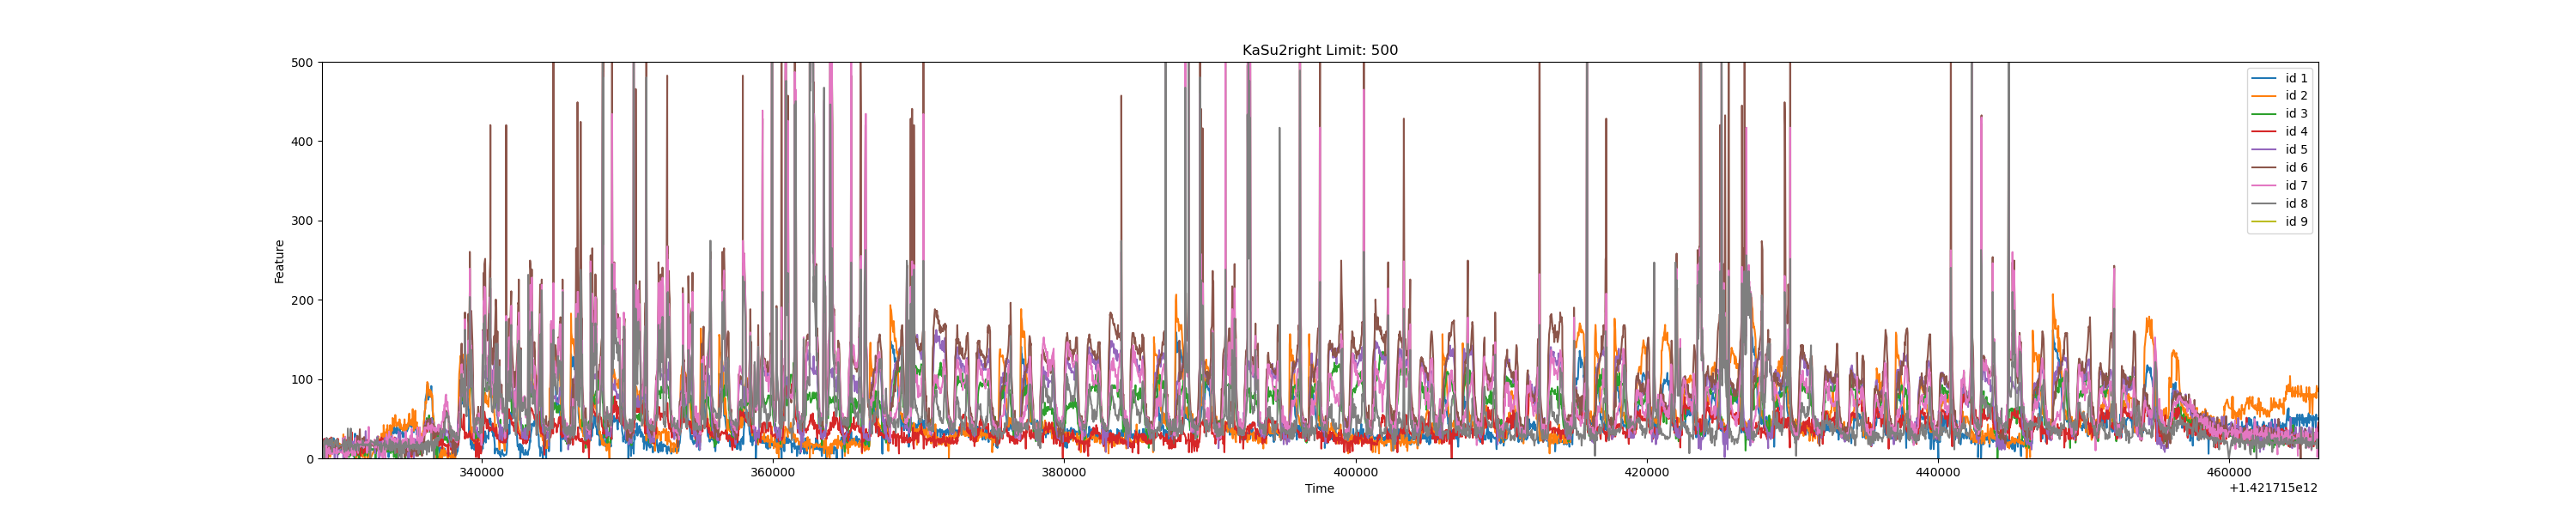 KaSu2right Limit: 500
500
400
300
200
100
0
Feature
340000 360000 380000 400000 420000 440000 460000
Time
+1.421715e12
id 1
id 2
id 3
id 4
id 5
id 6
id 7
id 8
id 9